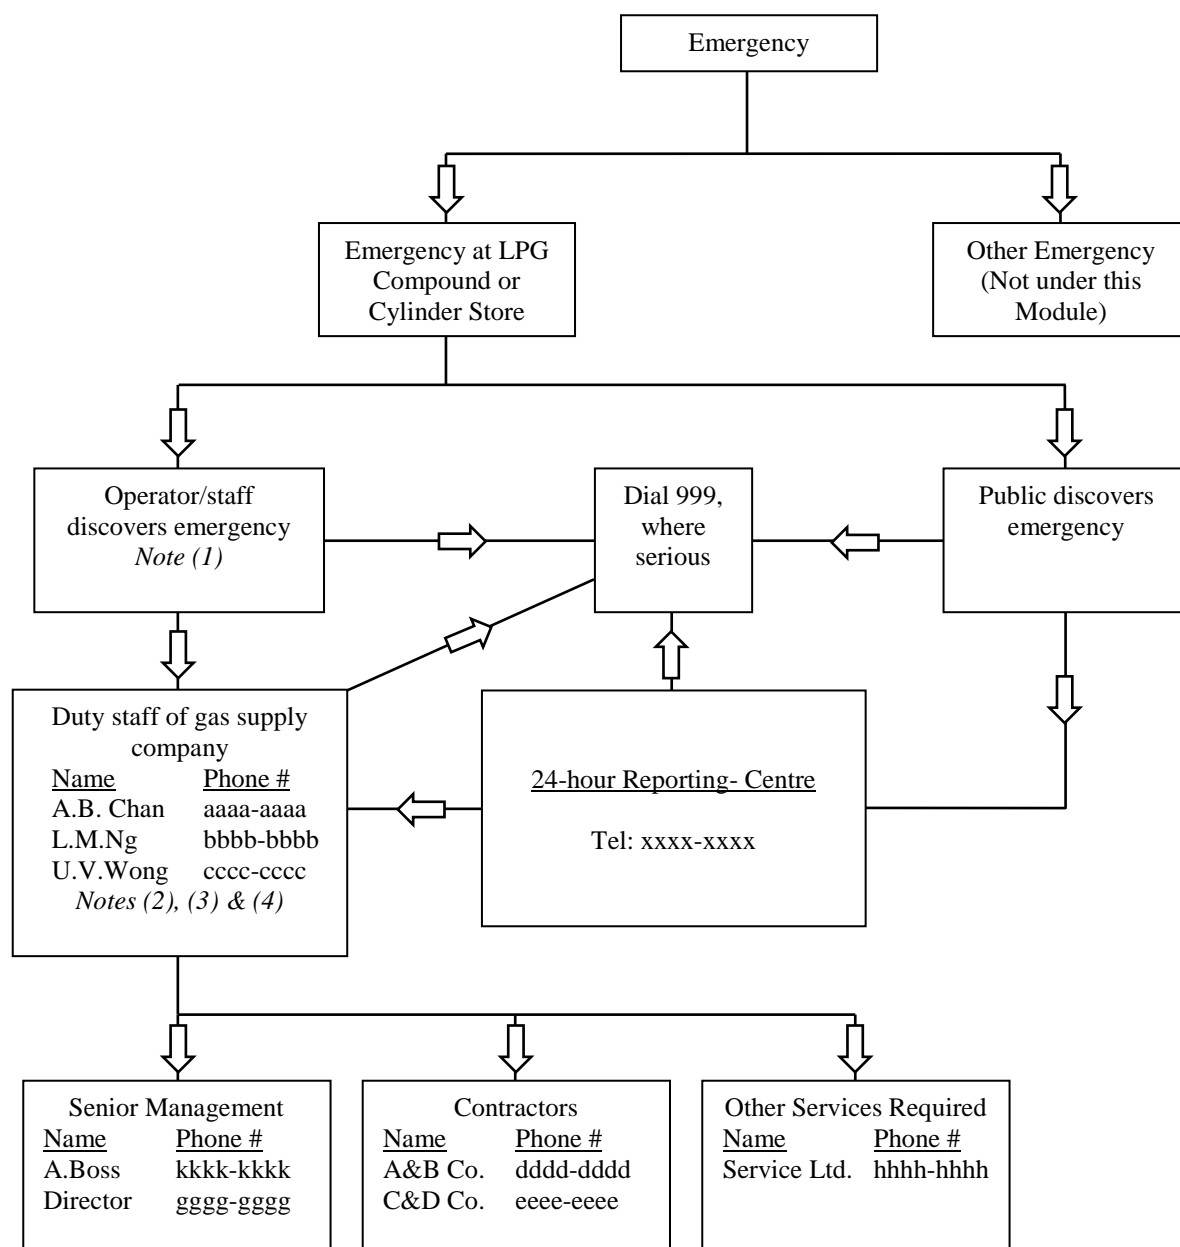 Emergency
Emergency at LPG
Compound or
Cylinder Store
Other Emergency
(Not under this
Module)
Operator/staff
discovers emergency
Note (1)
Dial 999,
where
serious
Public discovers
emergency
Duty staff of gas supply
company
Name Phone #
A.B. Chan aaaa-aaaa
L.M.Ng bbbb-bbbb
U.V.Wong cccc-cccc
Notes (2), (3) & (4)
24-hour Reporting- Centre
Tel: xxxx-xxxx
Senior Management
Name Phone #
A.Boss kkkk-kkkk
Director gggg-gggg
Contractors
Name Phone #
A&B Co. dddd-dddd
C&D Co. eeee-eeee
Other Services Required
Name Phone #
Service Ltd. hhhh-hhhh